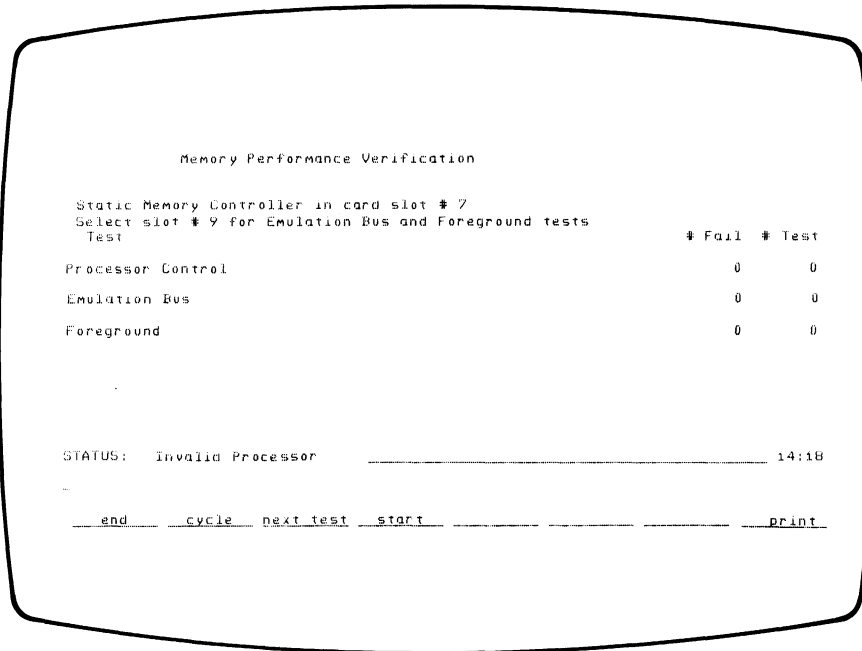 Memory Performance Verification
Static Memory Controller in card slot # 7
Select slot # 9 for Emulation Bus and Foreground tests
Test # Fail # Test
Processor Control 0 0
Emulation Bus 0 0
Foreground 0 0
STATUS: Invalid Processor 14:18
end cycle next test start print